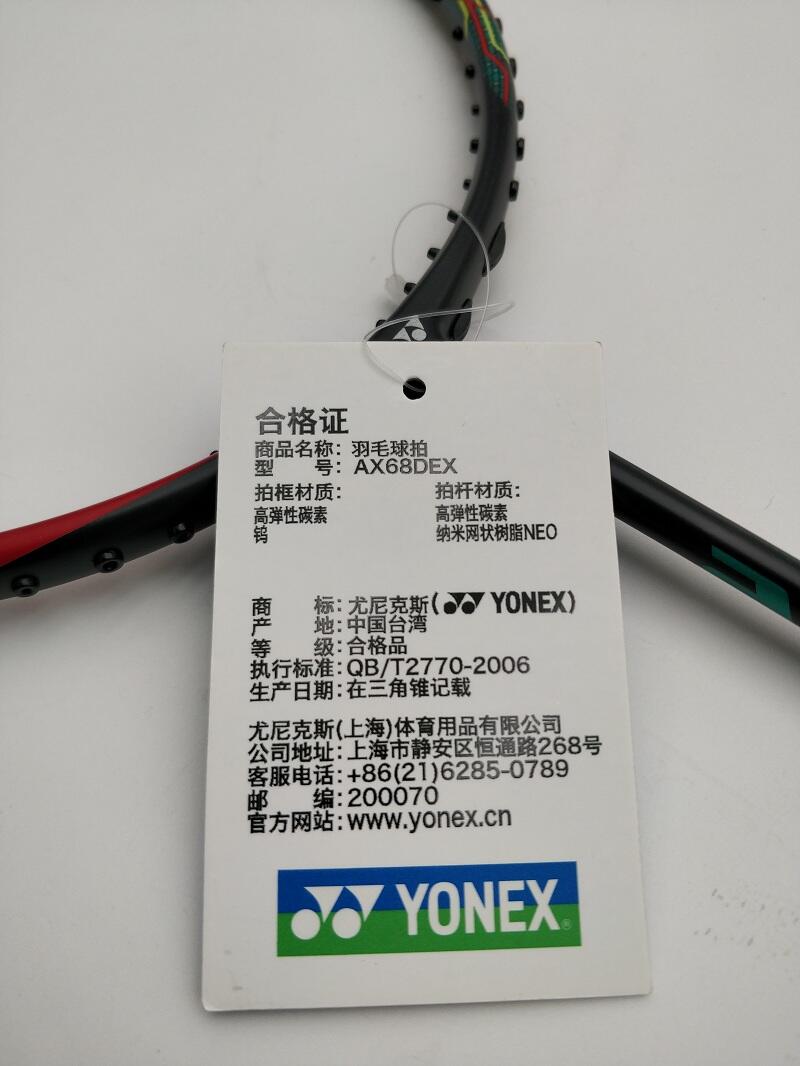 合格证
商品名称: 羽毛球拍
型 号: AX68DEX
拍框材质: 拍杆材质:
高弹性碳素 高弹性碳素
钨 纳米网状树脂NEO
商 标: 尤尼克斯( YONEX)
产 地: 中国台湾
等 级: 合格品
执行标准: QB/T2770-2006
生产日期: 在三角锥记载
尤尼克斯(上海)体育用品有限公司
公司地址: 上海市静安区恒通路268号
客服电话: +86(21)6285-0789
邮 编: 200070
官方网站: www.yonex.cn
YONEX®